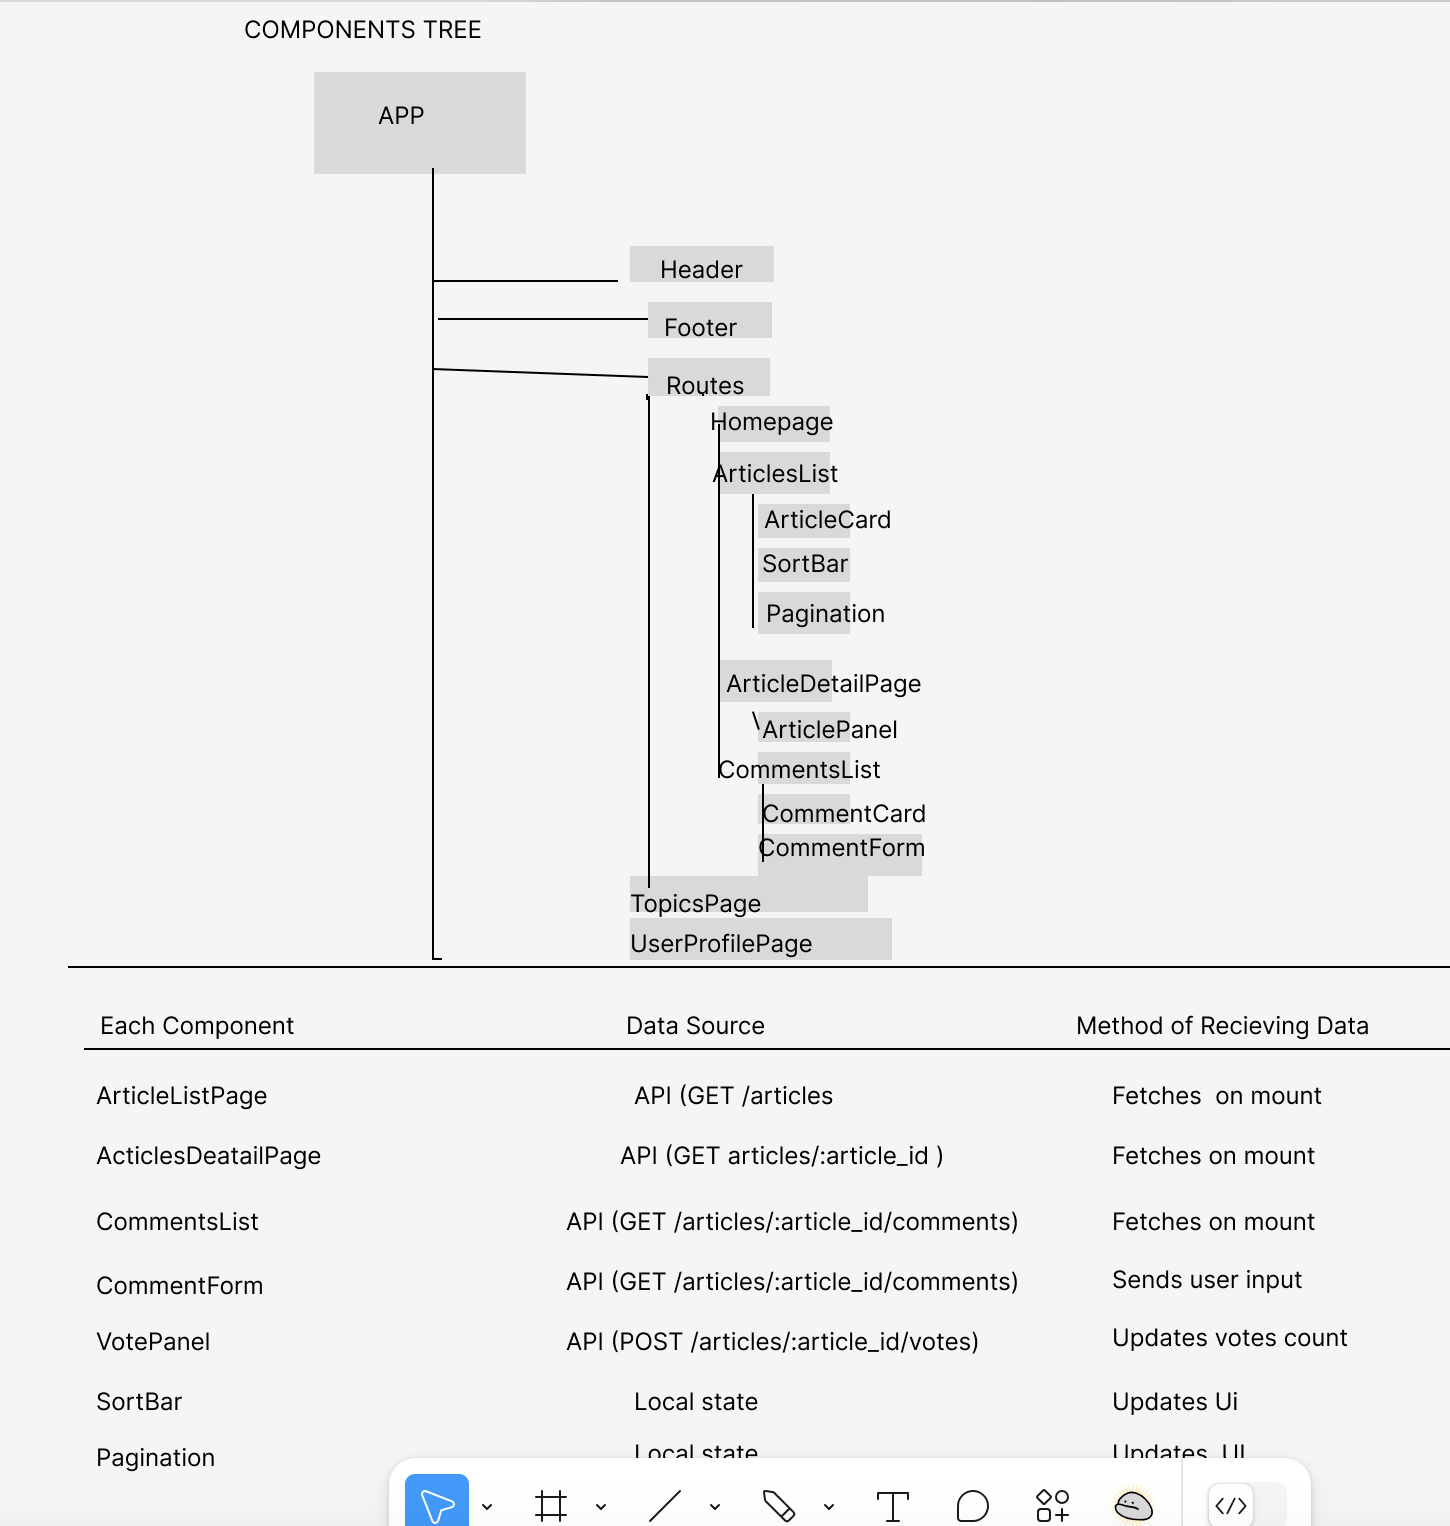 COMPONENTS TREE
APP
Header
Footer
Routes
Homepage
ArticlesList
ArticleCard
SortBar
Pagination
ArticleDetailPage
ArticlePanel
CommentsList
CommentCard
CommentForm
TopicsPage
UserProfilePage
Each Component Data Source Method of Recieving Data
ArticleListPage API (GET /articles Fetches on mount
ActiclesDeatailPage API (GET articles/:article_id ) Fetches on mount
CommentsList API (GET /articles/:article_id/comments) Fetches on mount
CommentForm API (GET /articles/:article_id/comments) Sends user input
VotePanel API (POST /articles/:article_id/votes) Updates votes count
SortBar Local state Updates Ui
Pagination Local state Updates UI